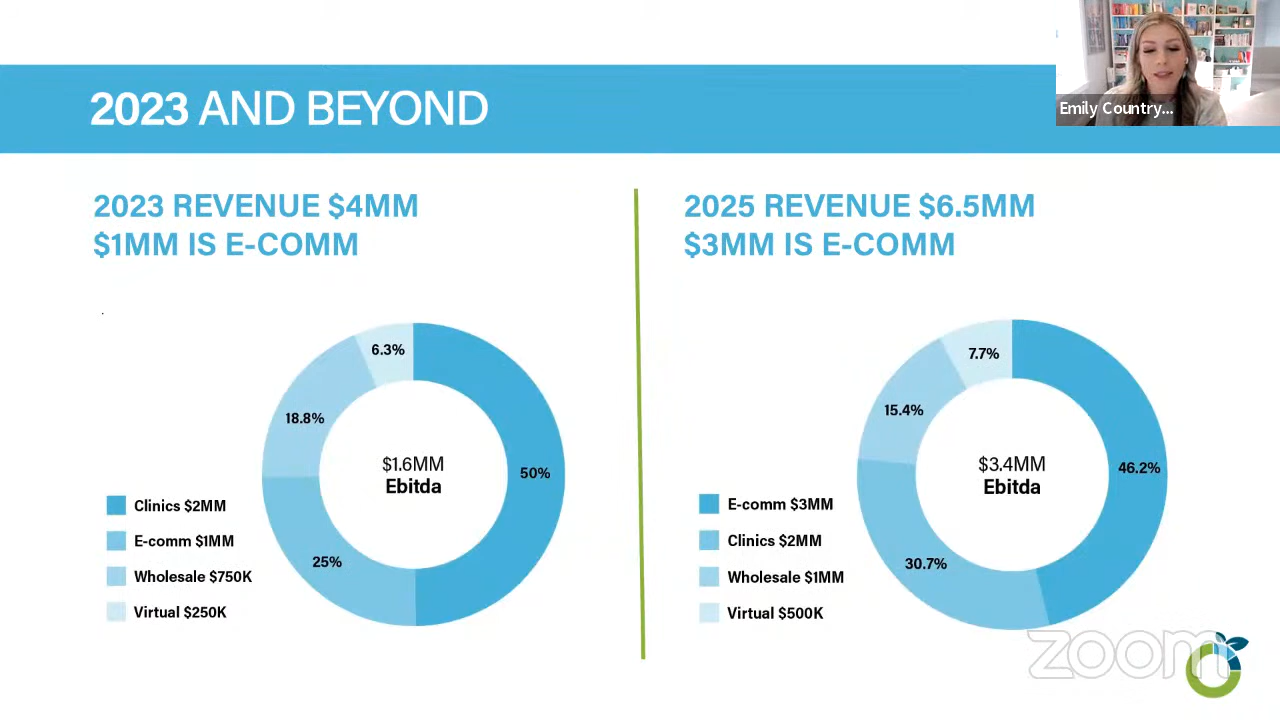 2023 AND BEYOND
Emily Country...
2023 REVENUE $4MM
$1MM IS E-COMM
6.3%
18.8%
50%
25%
$1.6MM
Ebitda
Clinics $2MM
E-comm $1MM
Wholesale $750K
Virtual $250K
2025 REVENUE $6.5MM
$3MM IS E-COMM
7.7%
15.4%
46.2%
30.7%
$3.4MM
Ebitda
E-comm $3MM
Clinics $2MM
Wholesale $1MM
Virtual $500K
zoom